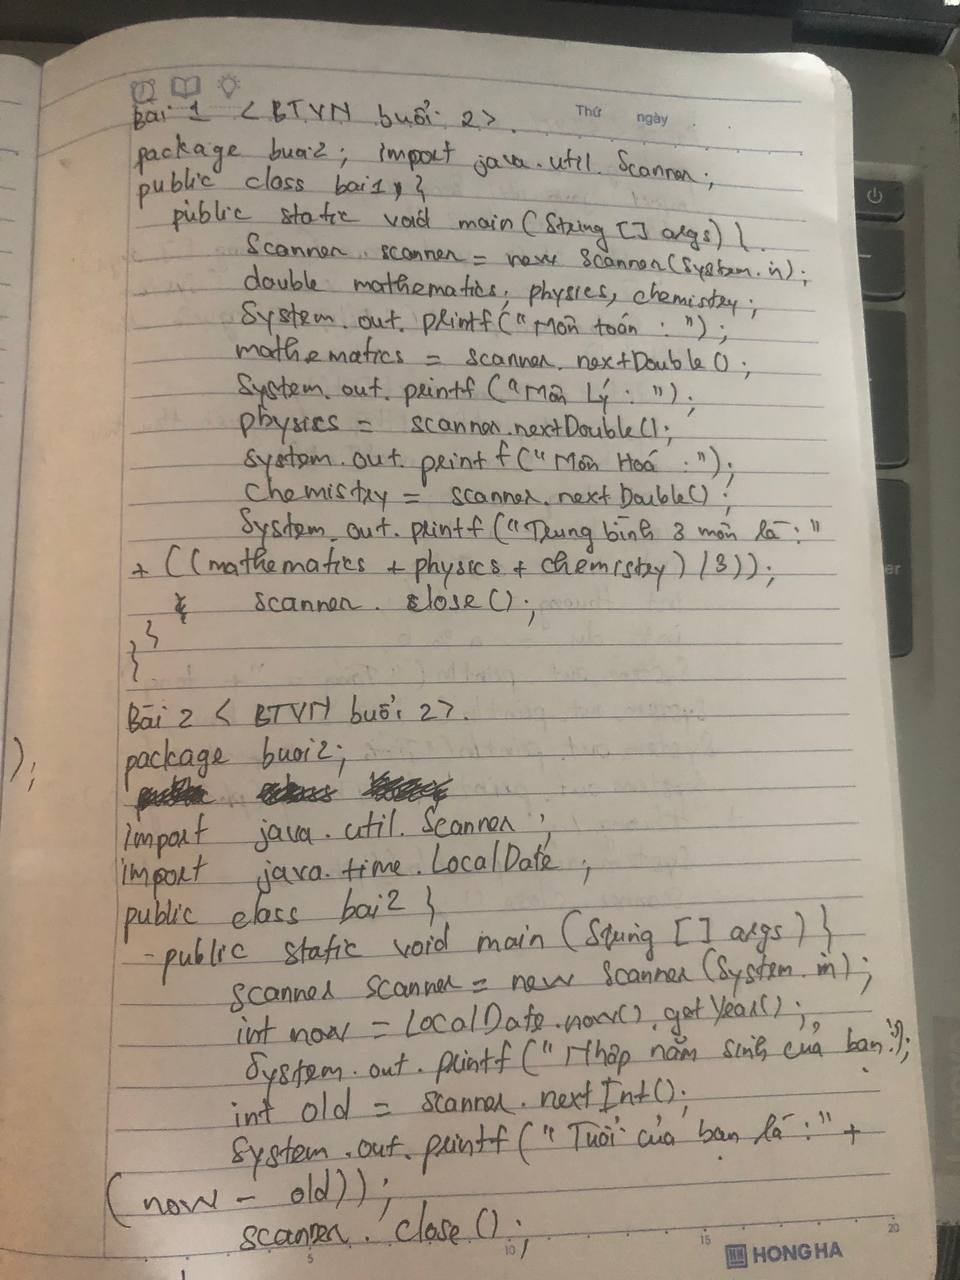 Bài 1 < BTVN buổi 2>.
Thứ ngày
package buoi2; import java.util.Scanner;
public class bai1 {
public static void main (String [] args) {
Scanner scanner = new Scanner(System.in);
double mathematics, physics, chemistry;
System.out.printf("Môn toán : ");
mathematics = scanner.nextDouble();
System.out.printf ("Môn Lý : ");
physics = scanner.nextDouble();
System.out.printf("Môn Hoá :");
chemistry = scanner.nextDouble();
System.out.printf("Trung bình 3 môn là :"
+ ((mathematics + physics + chemistry) /3));
scanner.close();
}
}
Bài 2 < BTVN buổi 2>.
package buoi2;
import java.util.Scanner;
import java.time.LocalDate;
public class bai2 {
public static void main (String [] args) {
Scanner scanner = new Scanner (System.in);
int now = LocalDate.now().getYear();
System.out.printf("Nhập năm sinh của bạn:");
int old = scanner.nextInt();
System.out.printf("Tuổi của bạn là :" +
(now - old));
scanner.close();
);
5 10 15 20
HONG HA